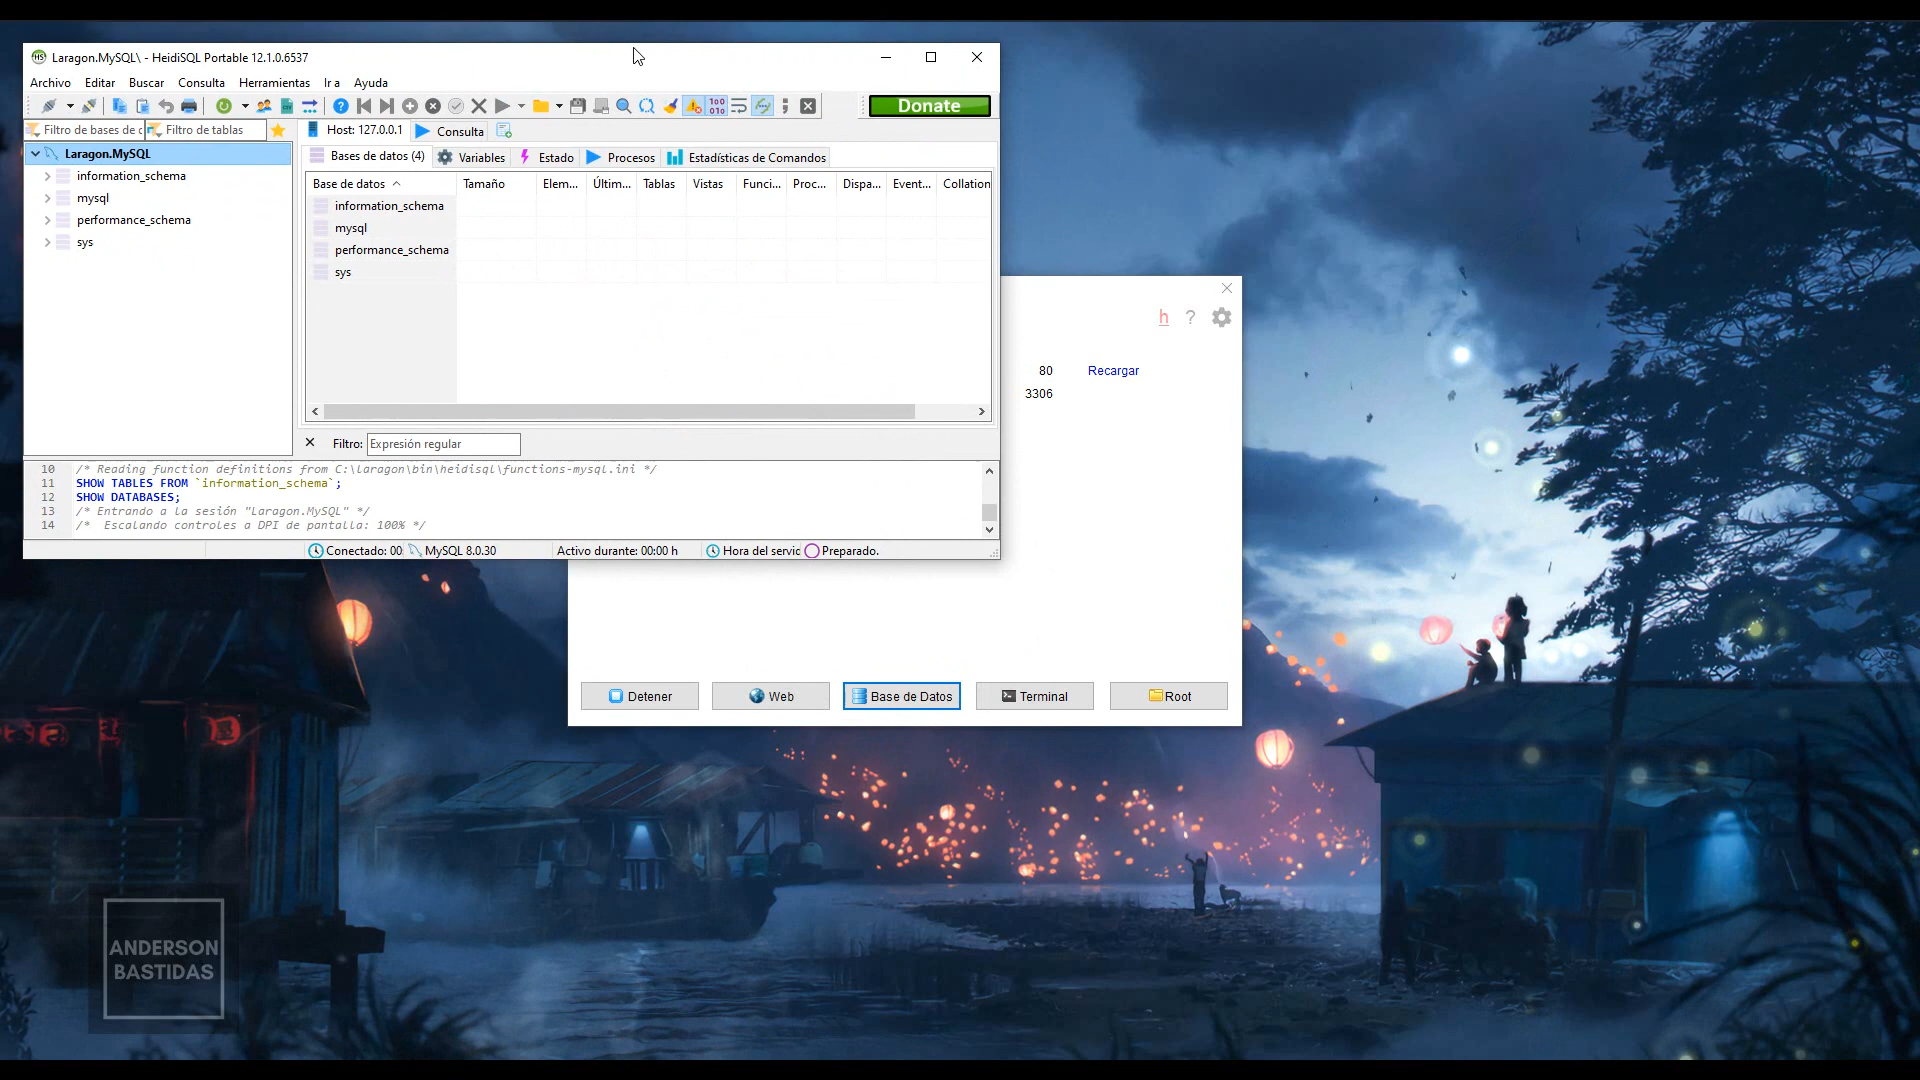 Laragon.MySQL\ - HeidiSQL Portable 12.1.0.6537
Archivo Editar Buscar Consulta Herramientas Ir a Ayuda
Donate
Filtro de bases de d Filtro de tablas
Host: 127.0.0.1 Consulta
Laragon.MySQL
information_schema
mysql
performance_schema
sys
Bases de datos (4) Variables Estado Procesos Estadísticas de Comandos
Base de datos Tamaño Elem... Últim... Tablas Vistas Funci... Proc... Dispa... Event... Collation
information_schema
mysql
performance_schema
sys
Filtro: Expresión regular
10 /* Reading function definitions from C:\laragon\bin\heidisql\functions-mysql.ini */
11 SHOW TABLES FROM `information_schema`;
12 SHOW DATABASES;
13 /* Entrando a la sesión "Laragon.MySQL" */
14 /* Escalando controles a DPI de pantalla: 100% */
Conectado: 00: MySQL 8.0.30 Activo durante: 00:00 h Hora del servic Preparado.
h ?
80 Recargar
3306
Detener Web Base de Datos Terminal Root
ANDERSON
BASTIDAS